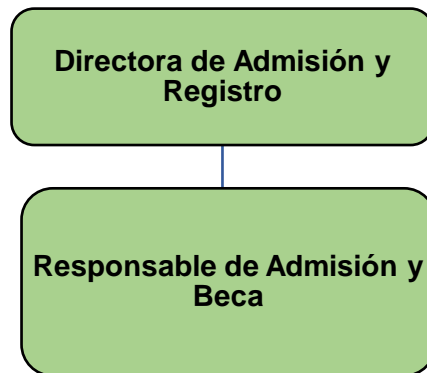 Directora de Admisión y
Registro
Responsable de Admisión y
Beca